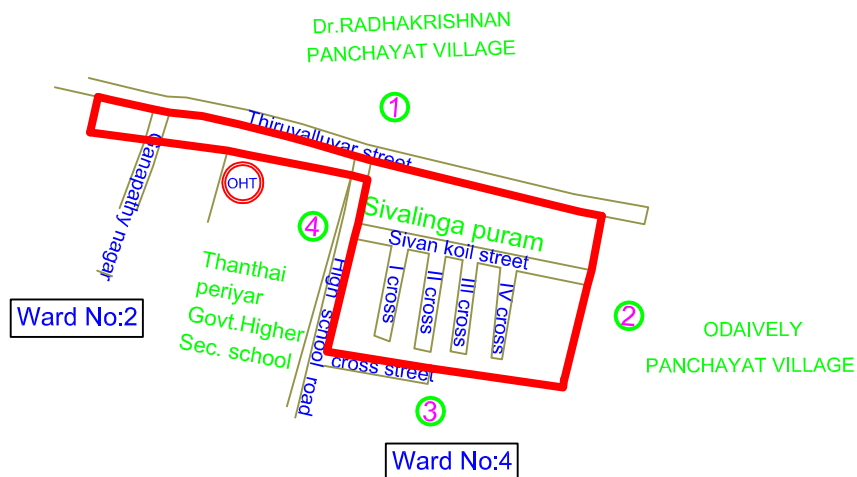 Dr.RADHAKRISHNAN
PANCHAYAT VILLAGE
1
Thiruvalluvar street
Ganapathy nagar
OHT
4
Sivalinga puram
Sivan koil street
I cross
II cross
III cross
IV cross
Thanthai
periyar
Govt.Higher
Sec. school
High school road
Ward No:2
2
ODAIVELY
PANCHAYAT VILLAGE
cross street
3
Ward No:4